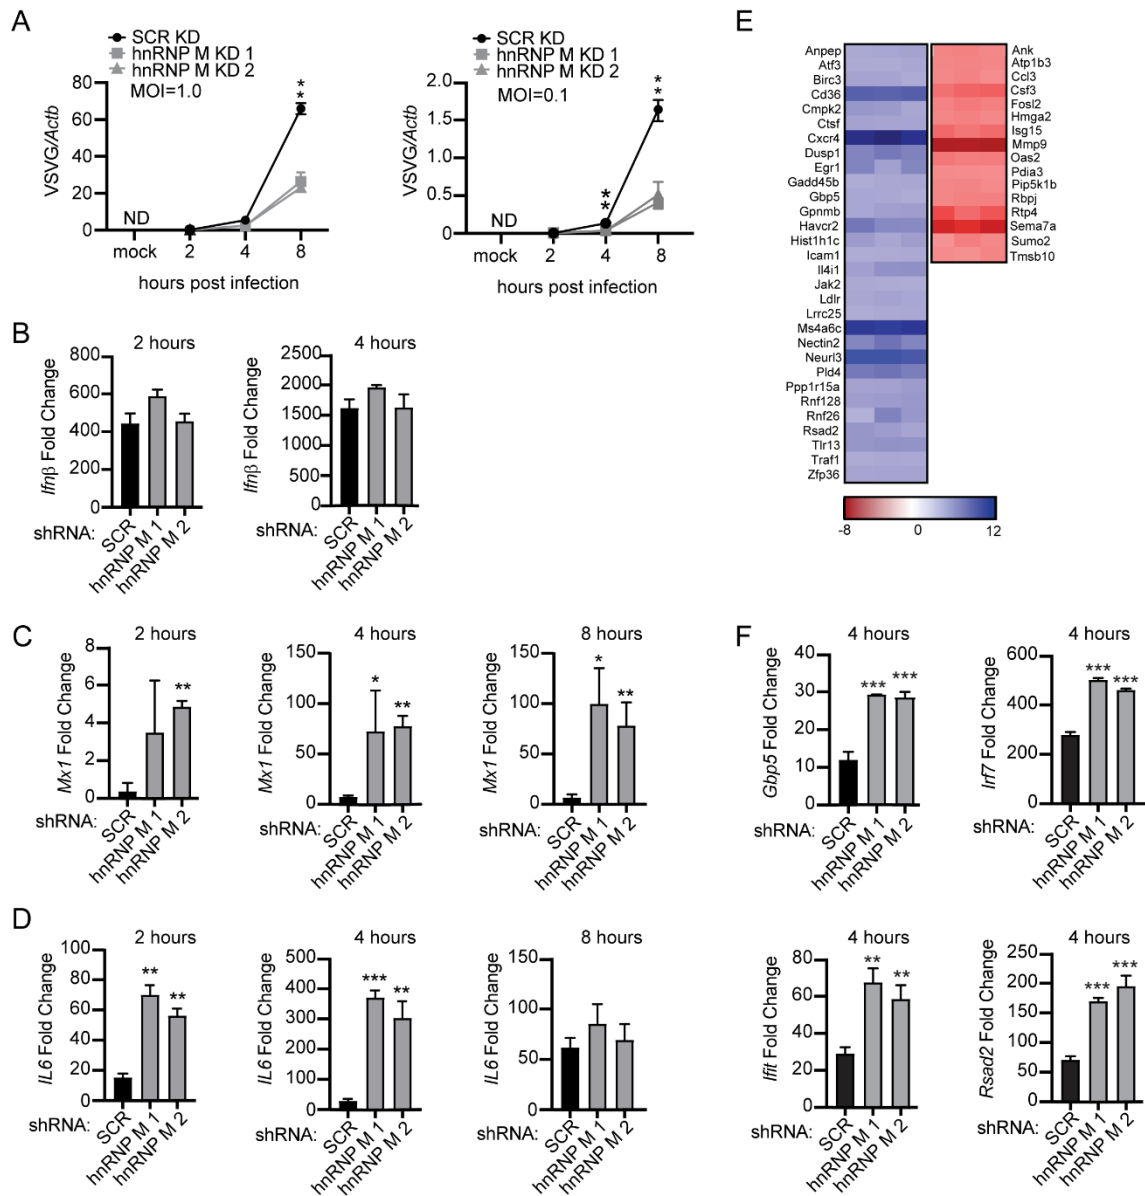 A
SCR KD
hnRNP M KD 1
hnRNP M KD 2
MOI=1.0
VSVG/Actb
100
80
60
40
20
0
ND
**
mock 2 4 8
hours post infection
SCR KD
hnRNP M KD 1
hnRNP M KD 2
MOI=0.1
VSVG/Actb
2.0
1.5
1.0
0.5
0
ND
**
**
mock 2 4 8
hours post infection
B
2 hours
Ifnβ Fold Change
800
600
400
200
0
shRNA: SCR hnRNP M 1 hnRNP M 2
4 hours
Ifnβ Fold Change
2500
2000
1500
1000
500
0
SCR hnRNP M 1 hnRNP M 2
C
2 hours
Mx1 Fold Change
8
6
4
2
0
**
shRNA: SCR hnRNP M 1 hnRNP M 2
4 hours
Mx1 Fold Change
150
100
50
0
* **
shRNA: SCR hnRNP M 1 hnRNP M 2
8 hours
Mx1 Fold Change
150
100
50
0
* **
shRNA: SCR hnRNP M 1 hnRNP M 2
D
2 hours
IL6 Fold Change
100
80
60
40
20
0
** **
shRNA: SCR hnRNP M 1 hnRNP M 2
4 hours
IL6 Fold Change
500
400
300
200
100
0
*** **
shRNA: SCR hnRNP M 1 hnRNP M 2
8 hours
IL6 Fold Change
150
100
50
0
shRNA: SCR hnRNP M 1 hnRNP M 2
E
Anpep
Atf3
Birc3
Cd36
Cmpk2
Ctsf
Cxcr4
Dusp1
Egr1
Gadd45b
Gbp5
Gpnmb
Havcr2
Hist1h1c
Icam1
Il4i1
Jak2
Ldlr
Lrrc25
Ms4a6c
Nectin2
Neurl3
Pld4
Ppp1r15a
Rnf128
Rnf26
Rsad2
Tlr13
Traf1
Zfp36
Ank
Atp1b3
Ccl3
Csf3
Fosl2
Hmga2
Isg15
Mmp9
Oas2
Pdia3
Pip5k1b
Rbpj
Rtp4
Sema7a
Sumo2
Tmsb10
-8 0 12
F
4 hours
Gbp5 Fold Change
40
30
20
10
0
*** ***
shRNA: SCR hnRNP M 1 hnRNP M 2
4 hours
Irf7 Fold Change
600
400
200
0
*** ***
shRNA: SCR hnRNP M 1 hnRNP M 2
4 hours
Ifit Fold Change
80
60
40
20
0
** **
shRNA: SCR hnRNP M 1 hnRNP M 2
4 hours
Rsad2 Fold Change
250
200
150
100
50
0
*** ***
shRNA: SCR hnRNP M 1 hnRNP M 2